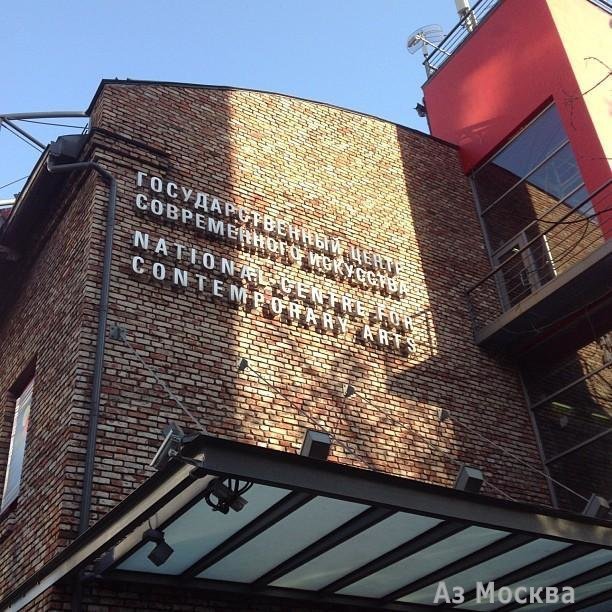 ГОСУДАРСТВЕННЫЙ ЦЕНТР
СОВРЕМЕННОГО ИСКУССТВА
NATIONAL CENTRE FOR
CONTEMPORARY ARTS
Аз Москва